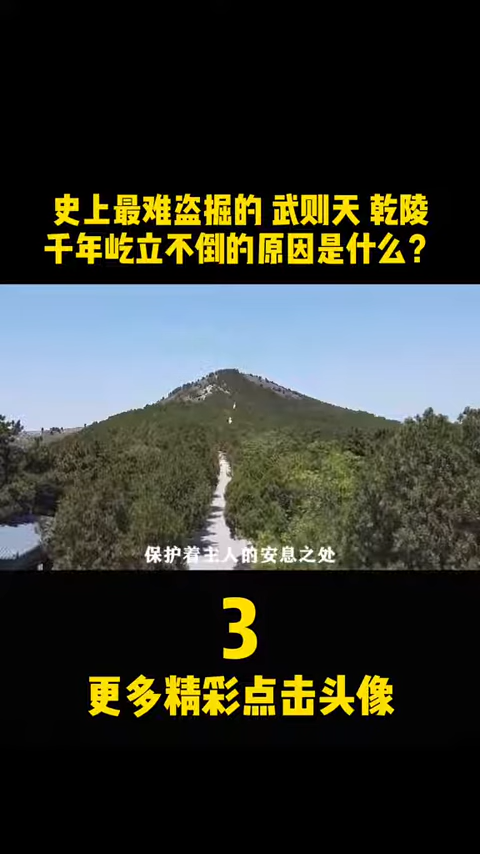 史上最难盗掘的 武则天 乾陵
千年屹立不倒的原因是什么？
保护着主人的安息之处
3
更多精彩点击头像